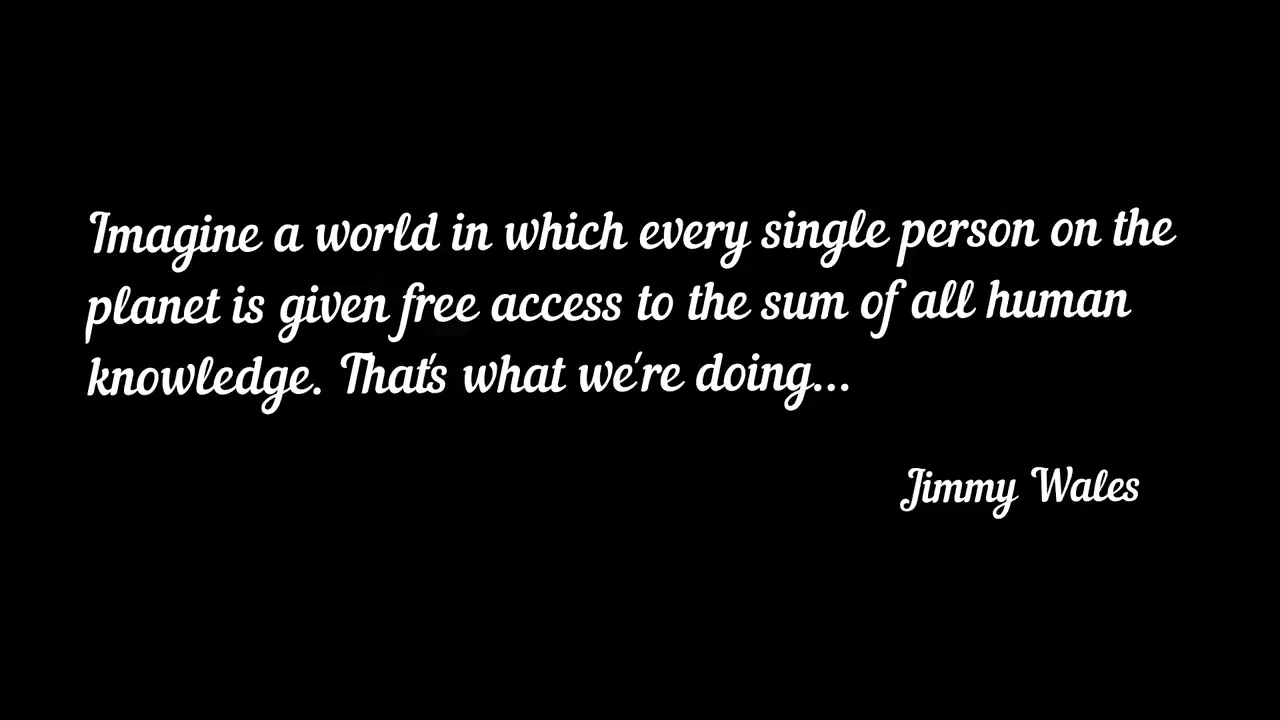 Imagine a world in which every single person on the
planet is given free access to the sum of all human
knowledge. That's what we're doing...
Jimmy Wales